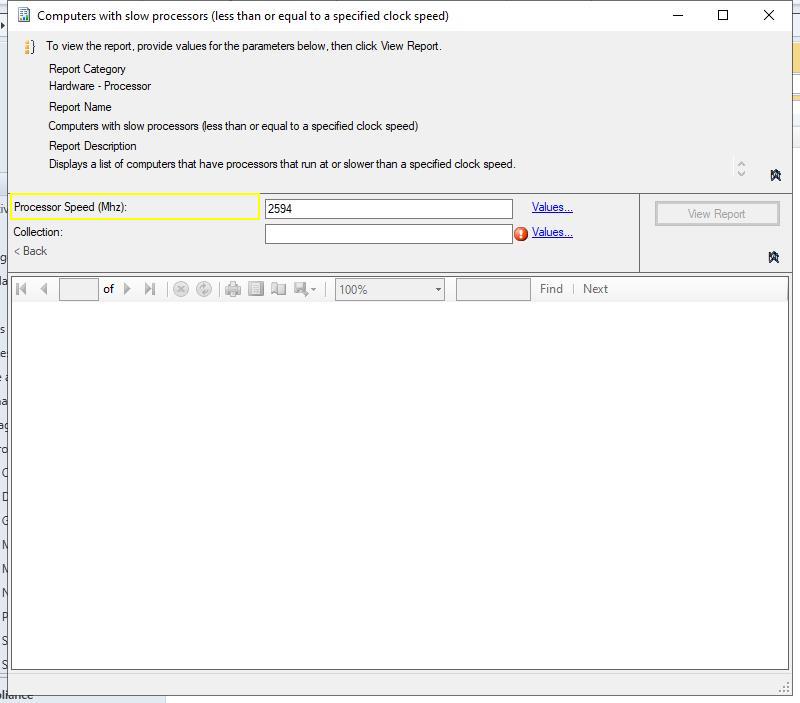 Computers with slow processors (less than or equal to a specified clock speed)
To view the report, provide values for the parameters below, then click View Report.
Report Category
Hardware - Processor
Report Name
Computers with slow processors (less than or equal to a specified clock speed)
Report Description
Displays a list of computers that have processors that run at or slower than a specified clock speed.
Processor Speed (Mhz): 2594 Values... View Report
Collection: Values...
< Back
of 100% Find Next